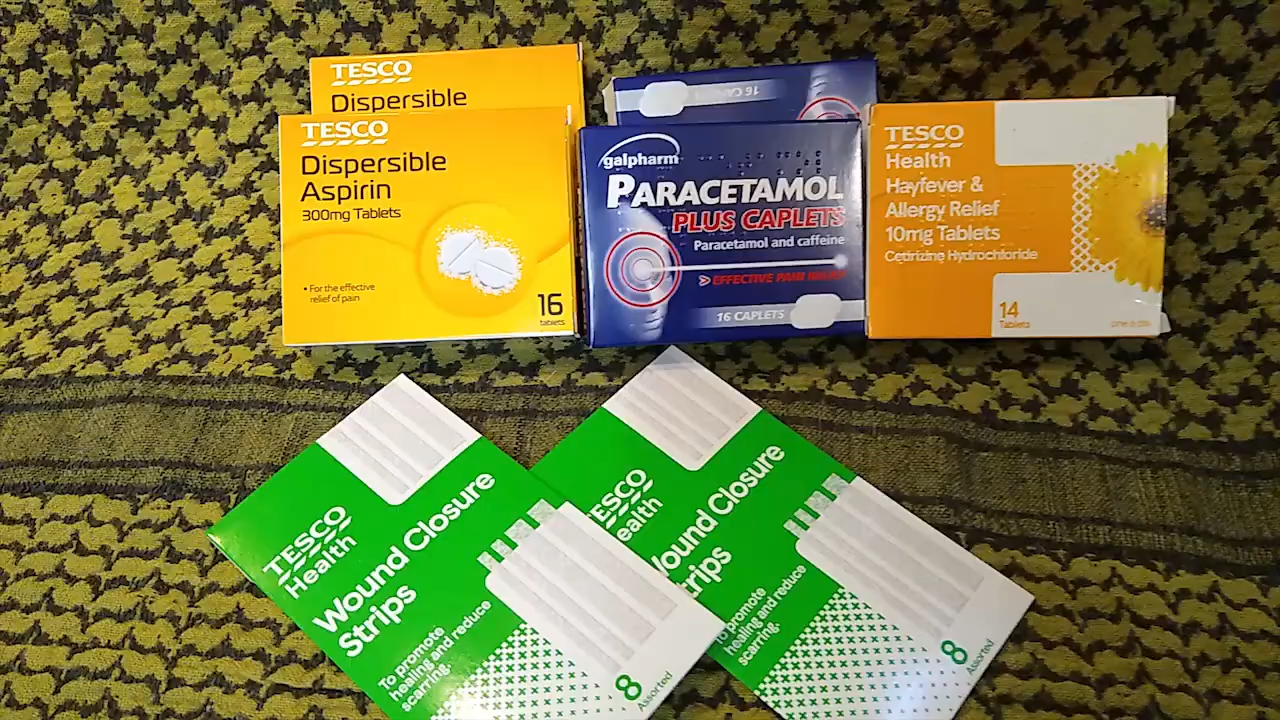 TESCO
Dispersible
TESCO
Dispersible
Aspirin
300mg Tablets
• For the effective
relief of pain
16
tablets
16 CAPLETS
galpharm
PARACETAMOL
PLUS CAPLETS
Paracetamol and caffeine
EFFECTIVE PAIN RELIEF
16 CAPLETS
TESCO
Health
Hayfever &
Allergy Relief
10mg Tablets
Cetirizine Hydrochloride
14
Tablets
TESCO
Health
Wound Closure
Strips
To promote
healing and reduce
scarring.
8
Assorted
TESCO
Health
Wound Closure
Strips
To promote
healing and reduce
scarring.
8
Assorted